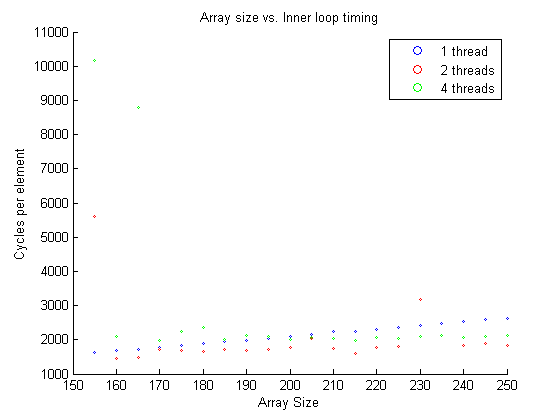 Array size vs. Inner loop timing
11000
10000
9000
8000
7000
6000
5000
4000
3000
2000
1000
Cycles per element
1 thread
2 threads
4 threads
150 160 170 180 190 200 210 220 230 240 250
Array Size